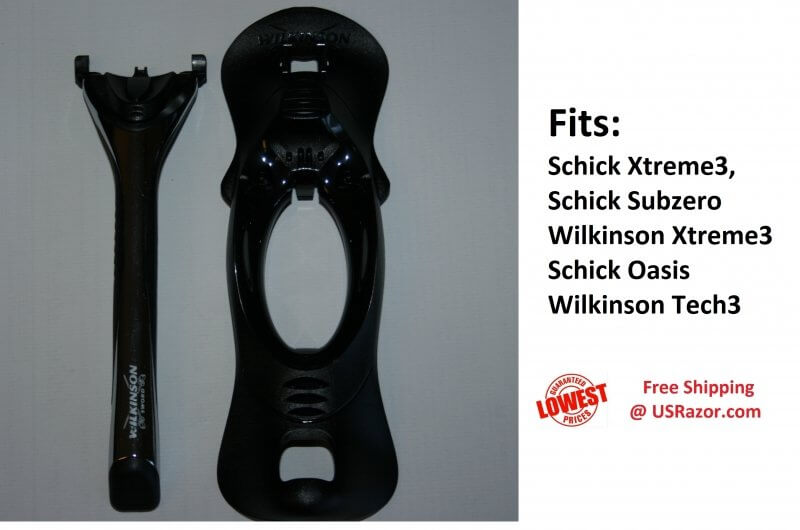 WILKINSON
WILKINSON
SWORD
Fits:
Schick Xtreme3,
Schick Subzero
Wilkinson Xtreme3
Schick Oasis
Wilkinson Tech3
GUARANTEED
LOWEST
PRICES
Free Shipping
@ USRazor.com